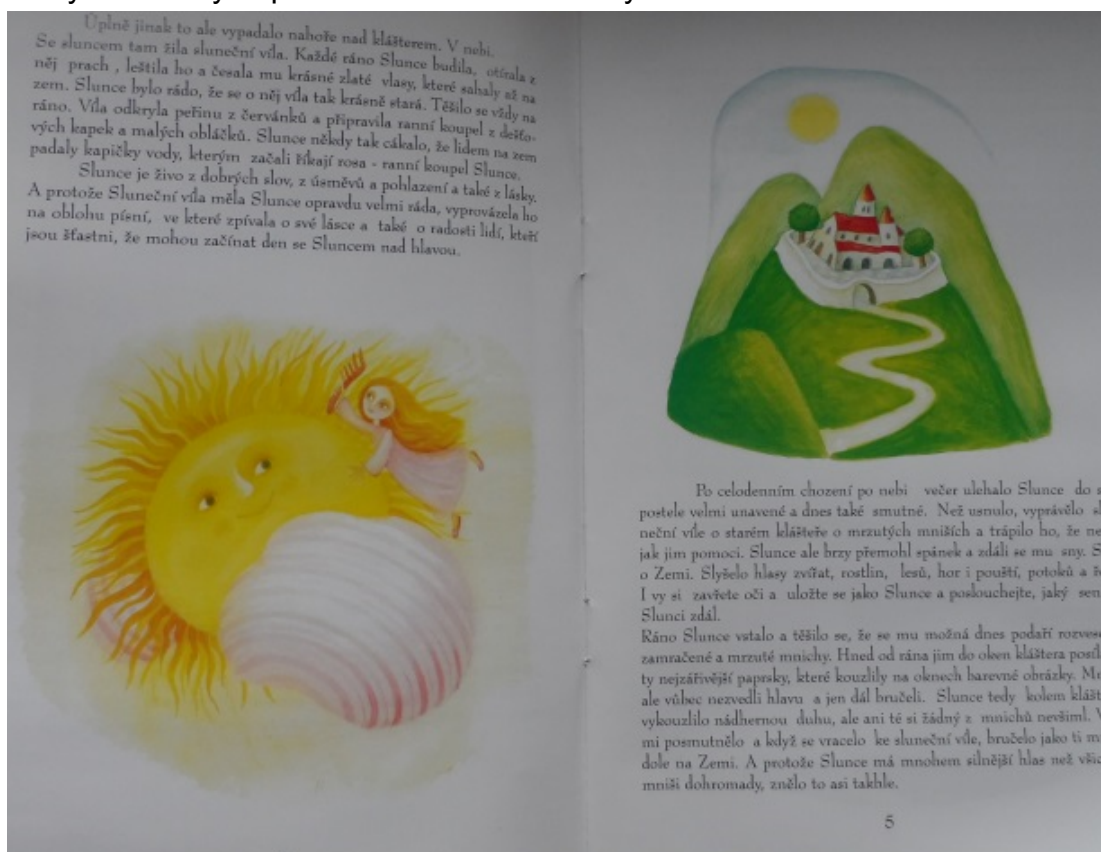 Úplně jinak to ale vypadalo nahoře nad klášterem. V nebi.
Se sluncem tam žila sluneční víla. Každé ráno Slunce budila, otírala z
něj prach , leštila ho a česala mu krásné zlaté vlasy, které sahaly až na
zem. Slunce bylo rádo, že se o něj víla tak krásně stará. Těšilo se vždy na
ráno. Víla odkryla peřinu z červánků a připravila ranní koupel z dešťo-
vých kapek a malých obláčků. Slunce někdy tak cákalo, že lidem na zem
padaly kapičky vody, kterým začali říkají rosa - ranní koupel Slunce.
Slunce je živo z dobrých slov, z úsměvů a pohlazení a také z lásky.
A protože Sluneční víla měla Slunce opravdu velmi ráda, vyprovázela ho
na oblohu písní, ve které zpívala o své lásce a také o radosti lidí, kteří
jsou šťastni, že mohou začínat den se Sluncem nad hlavou.
Po celodenním chození po nebi večer ulehalo Slunce do
postele velmi unavené a dnes také smutné. Než usnulo, vyprávělo
neční víle o starém klášteře o mrzutých mniších a trápilo ho, že
jak jim pomoci. Slunce ale brzy přemohl spánek a zdáli se mu sny.
o Zemi. Slyšelo hlasy zvířat, rostlin, lesů, hor i pouští, potoků a
I vy si zavřete oči a uložte se jako Slunce a poslouchejte, jaký sen
Slunci zdál.
Ráno Slunce vstalo a těšilo se, že se mu možná dnes podaří
zamračené a mrzuté mnichy. Hned od rána jim do oken kláštera
ty nejzářivější paprsky, které kouzlily na oknech barevné obrázky.
ale vůbec nezvedli hlavu a jen dál bručeli. Slunce tedy kolem
vykouzlilo nádhernou duhu, ale ani té si žádný z mnichů nevšiml.
mi posmutnělo a když se vracelo ke sluneční víle, bručelo jako ti
dole na Zemi. A protože Slunce má mnohem silnější hlas než
mniši dohromady, znělo to asi takhle.
5